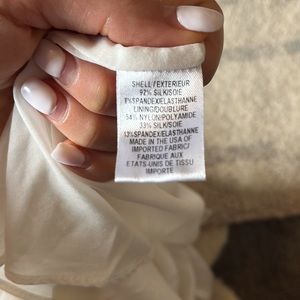 SHELL/EXTERIEUR
92% SILK/SOIE
8% SPANDEX/ELASTHANNE
LINING/DOUBLURE
54% NYLON/POLYAMIDE
33% SILK/SOIE
13% SPANDEX/ELASTHANNE
MADE IN THE USA OF
IMPORTED FABRIC/
FABRIQUE AUX
ETATS-UNIS DE TISSU
IMPORTE